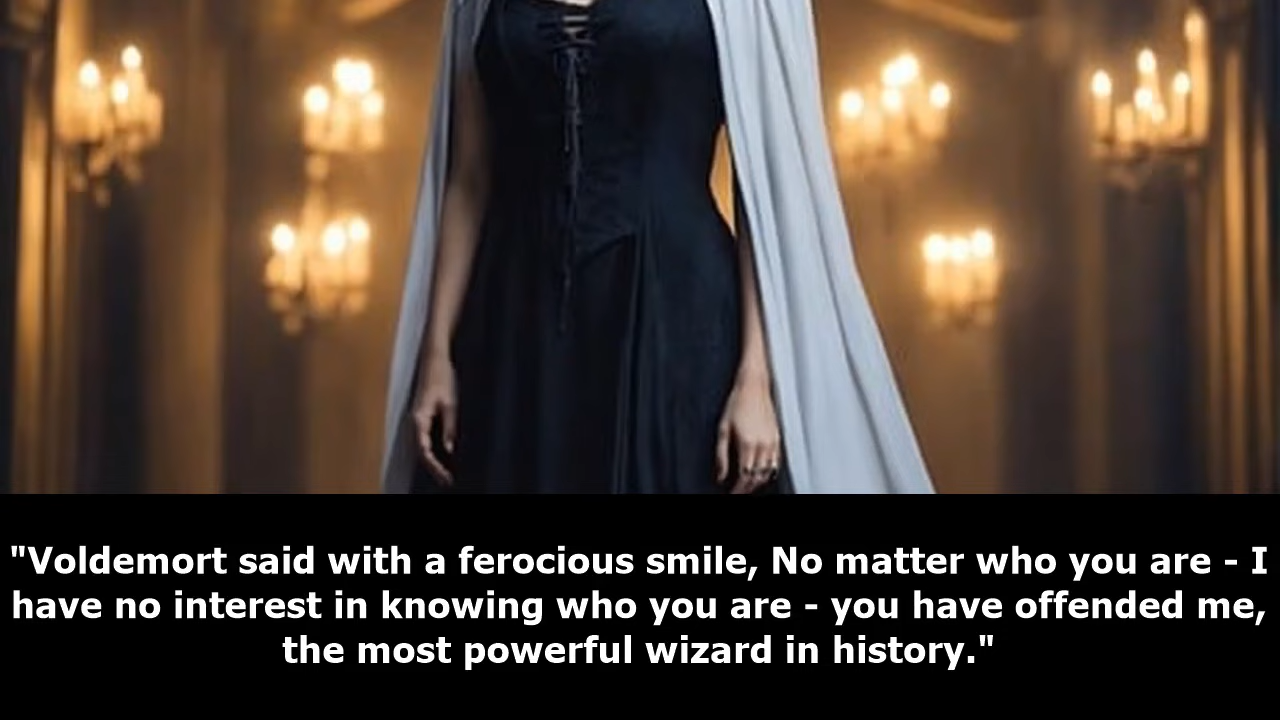 "Voldemort said with a ferocious smile, No matter who you are - I
have no interest in knowing who you are - you have offended me,
the most powerful wizard in history."